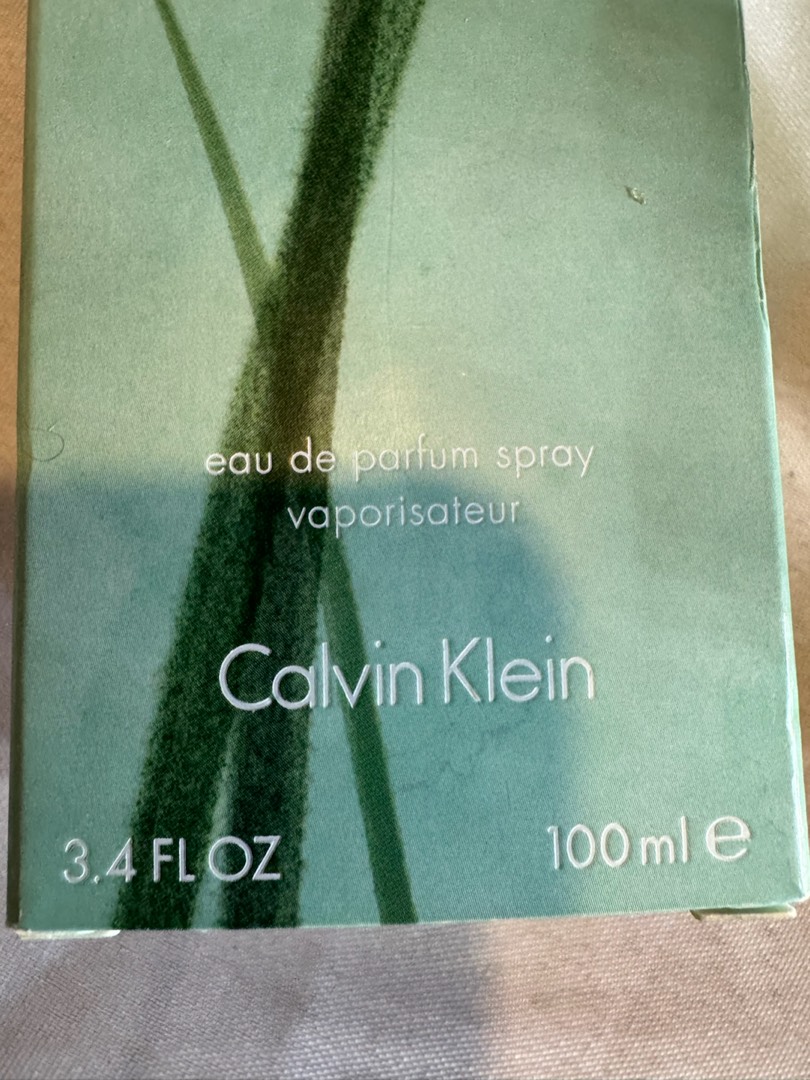 eau de parfum spray
vaporisateur
Calvin Klein
3.4 FL OZ 100 ml ℮